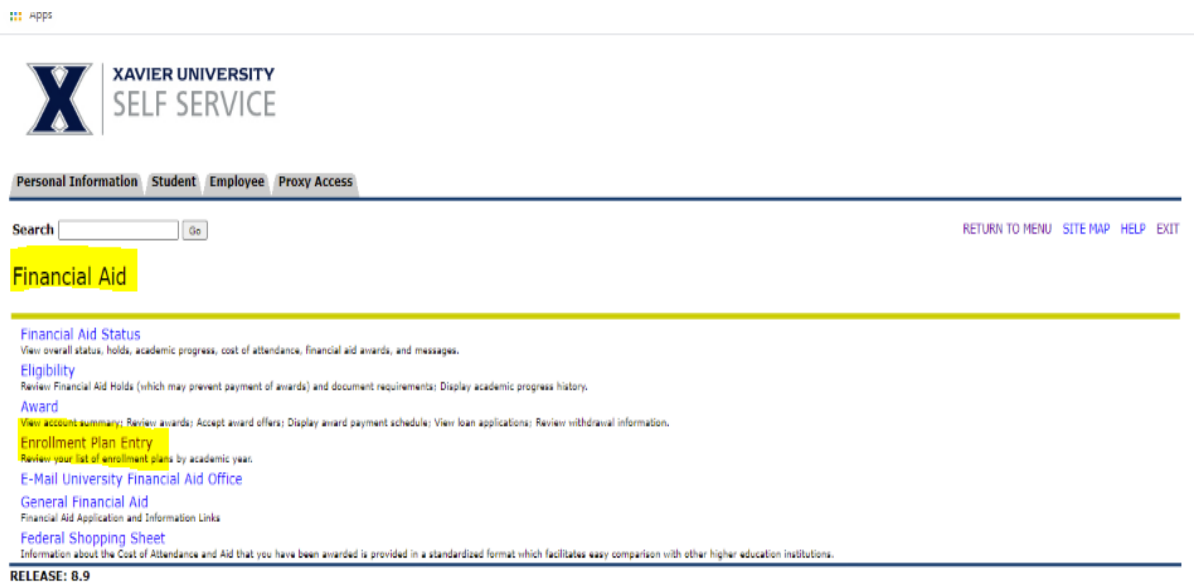 Apps
XAVIER UNIVERSITY
SELF SERVICE
Personal Information Student Employee Proxy Access
Search Go RETURN TO MENU SITE MAP HELP EXIT
Financial Aid
Financial Aid Status
View overall status, holds, academic progress, cost of attendance, financial aid awards, and messages.
Eligibility
Review Financial Aid Holds (which may prevent payment of awards) and document requirements; Display academic progress history.
Award
View account summary; Review awards; Accept award offers; Display award payment schedule; View loan applications; Review withdrawal information.
Enrollment Plan Entry
Review your list of enrollment plans by academic year.
E-Mail University Financial Aid Office
General Financial Aid
Financial Aid Application and Information Links
Federal Shopping Sheet
Information about the Cost of Attendance and Aid that you have been awarded is provided in a standardized format which facilitates easy comparison with other higher education institutions.
RELEASE: 8.9